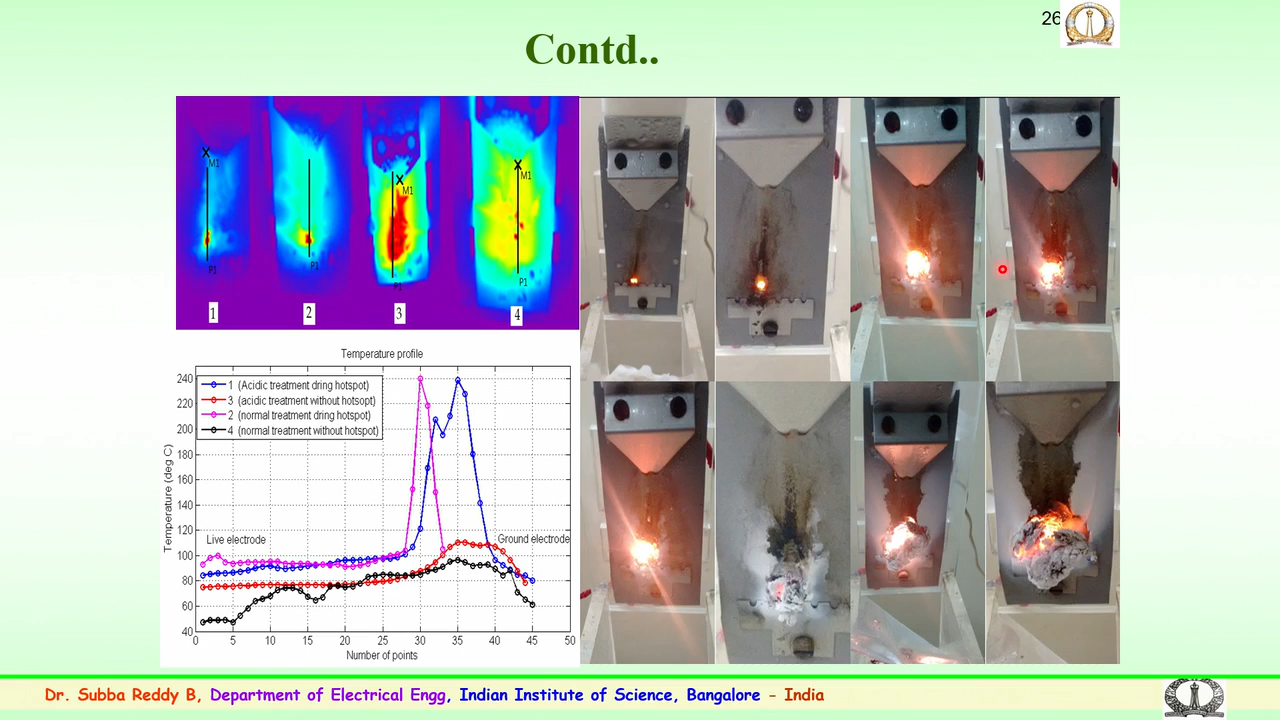 26
Contd..
M1
P1
P1
M1
P1
M1
P1
1
2
3
4
Temperature profile
1 (Acidic treatment dring hotspot)
3 (acidic treatment without hotsopt)
2 (normal treatment dring hotspot)
4 (normal treatment without hotspot)
240
220
200
180
160
140
120
100
80
60
40
Temperature (deg C)
Live electrode
Ground electrode
0 5 10 15 20 25 30 35 40 45 50
Number of points
Dr. Subba Reddy B, Department of Electrical Engg, Indian Institute of Science, Bangalore - India